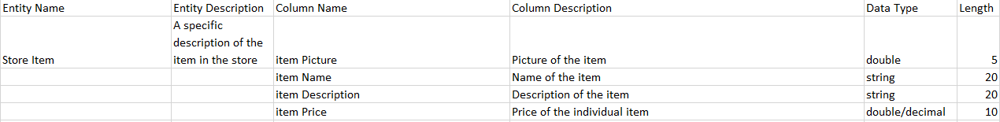 Entity Name Entity Description Column Name Column Description Data Type Length
A specific
description of the
Store Item item in the store item Picture Picture of the item double 5
item Name Name of the item string 20
item Description Description of the item string 20
item Price Price of the individual item double/decimal 10